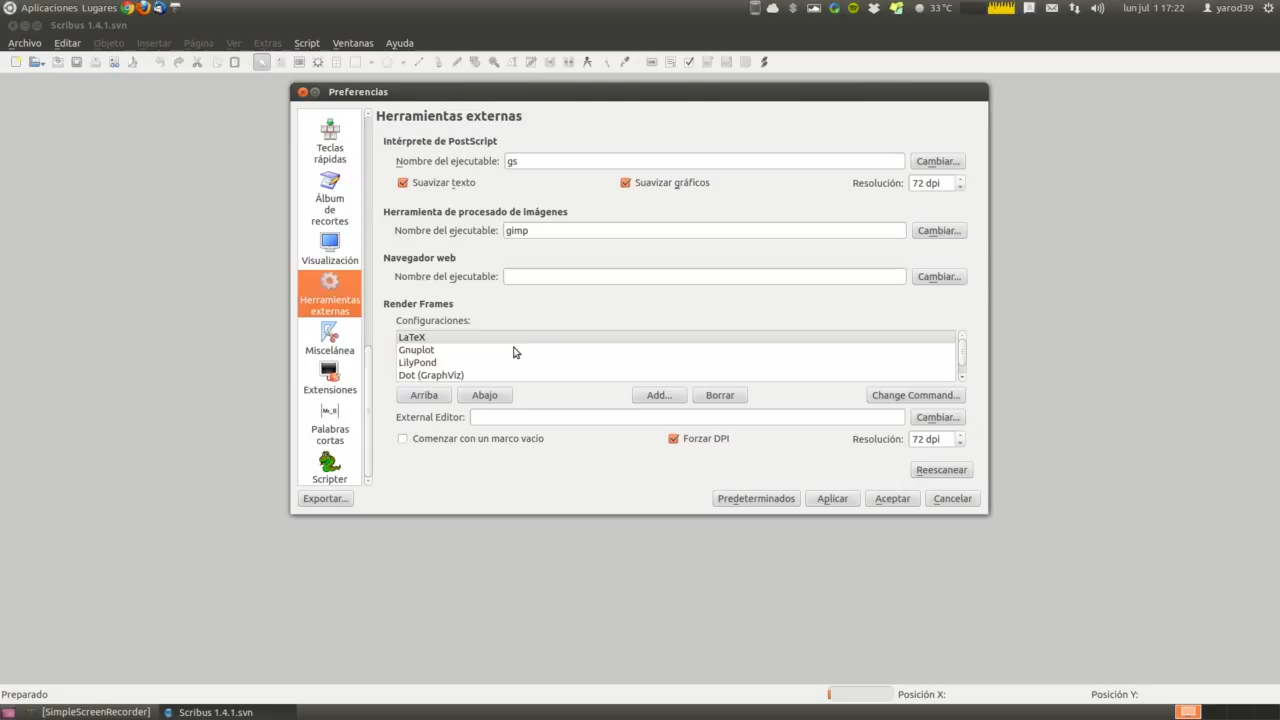 Aplicaciones Lugares
33°C
lun jul 1 17:22
yarod39
Scribus 1.4.1.svn
Archivo Editar Objeto Insertar Página Ver Extras Script Ventanas Ayuda
Preferencias
Teclas
rápidas
Álbum
de
recortes
Visualización
Herramientas
externas
Miscelánea
Extensiones
Palabras
cortas
Scripter
Exportar...
Herramientas externas
Intérprete de PostScript
Nombre del ejecutable: gs Cambiar...
Suavizar texto Suavizar gráficos Resolución: 72 dpi
Herramienta de procesado de imágenes
Nombre del ejecutable: gimp Cambiar...
Navegador web
Nombre del ejecutable: Cambiar...
Render Frames
Configuraciones:
LaTeX
Gnuplot
LilyPond
Dot (GraphViz)
Arriba Abajo Add... Borrar Change Command...
External Editor: Cambiar...
Comenzar con un marco vacío Forzar DPI Resolución: 72 dpi
Reescanear
Predeterminados Aplicar Aceptar Cancelar
Preparado Posición X: Posición Y:
[SimpleScreenRecorder] Scribus 1.4.1.svn